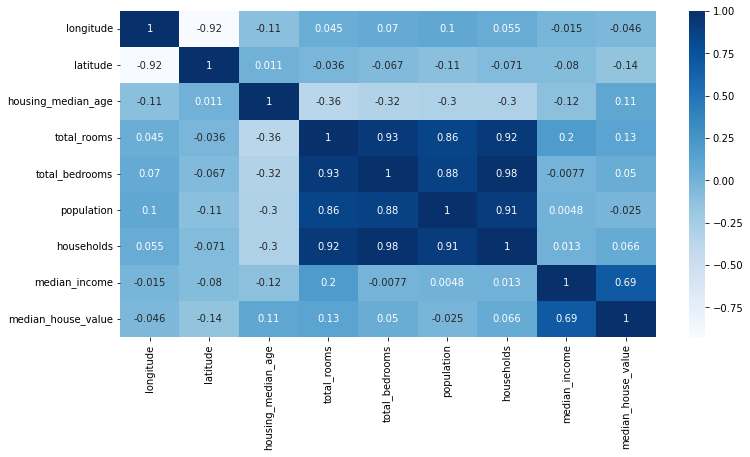 longitude 1 -0.92 -0.11 0.045 0.07 0.1 0.055 -0.015 -0.046
latitude -0.92 1 0.011 -0.036 -0.067 -0.11 -0.071 -0.08 -0.14
housing_median_age -0.11 0.011 1 -0.36 -0.32 -0.3 -0.3 -0.12 0.11
total_rooms 0.045 -0.036 -0.36 1 0.93 0.86 0.92 0.2 0.13
total_bedrooms 0.07 -0.067 -0.32 0.93 1 0.88 0.98 -0.0077 0.05
population 0.1 -0.11 -0.3 0.86 0.88 1 0.91 0.0048 -0.025
households 0.055 -0.071 -0.3 0.92 0.98 0.91 1 0.013 0.066
median_income -0.015 -0.08 -0.12 0.2 -0.0077 0.0048 0.013 1 0.69
median_house_value -0.046 -0.14 0.11 0.13 0.05 -0.025 0.066 0.69 1
longitude
latitude
housing_median_age
total_rooms
total_bedrooms
population
households
median_income
median_house_value
1.00
0.75
0.50
0.25
0.00
−0.25
−0.50
−0.75